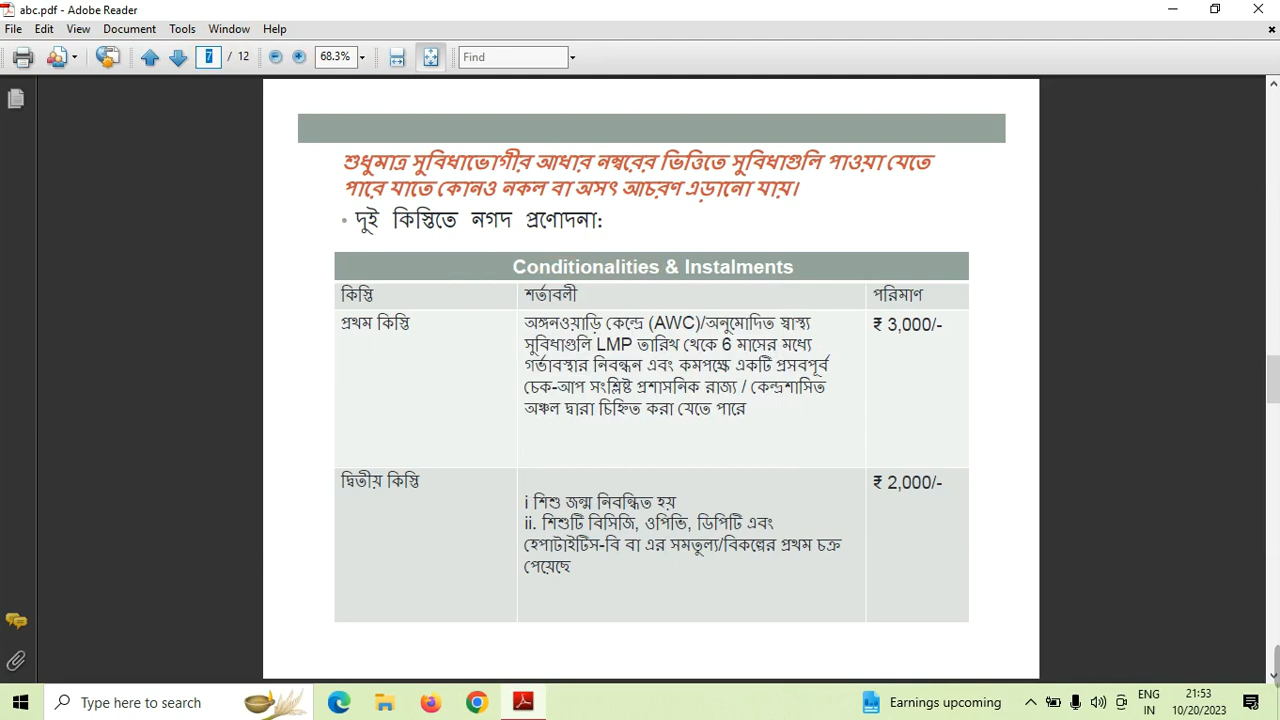 abc.pdf - Adobe Reader
File Edit View Document Tools Window Help
7 / 12 68.3% Find
শুধুমাত্র সুবিধাভোগীর আধার নম্বরের ভিত্তিতে সুবিধাগুলি পাওয়া যেতে
পারে যাতে কোনও নকল বা অসৎ আচরণ এড়ানো যায়।
• দুই কিস্তিতে নগদ প্রণোদনা:
Conditionalities & Instalments
কিস্তি শর্তাবলী পরিমাণ
প্রথম কিস্তি অঙ্গনওয়াড়ি কেন্দ্রে (AWC)/অনুমোদিত স্বাস্থ্য ₹ 3,000/-
সুবিধাগুলি LMP তারিখ থেকে 6 মাসের মধ্যে
গর্ভাবস্থার নিবন্ধন এবং কমপক্ষে একটি প্রসবপূর্ব
চেক-আপ সংশ্লিষ্ট প্রশাসনিক রাজ্য / কেন্দ্রশাসিত
অঞ্চল দ্বারা চিহ্নিত করা যেতে পারে
দ্বিতীয় কিস্তি ₹ 2,000/-
i শিশু জন্ম নিবন্ধিত হয়
ii. শিশুটি বিসিজি, ওপিভি, ডিপিটি এবং
হেপাটাইটিস-বি বা এর সমতুল্য/বিকল্পের প্রথম চক্র
পেয়েছে
Type here to search Earnings upcoming ENG 21:53
IN 10/20/2023